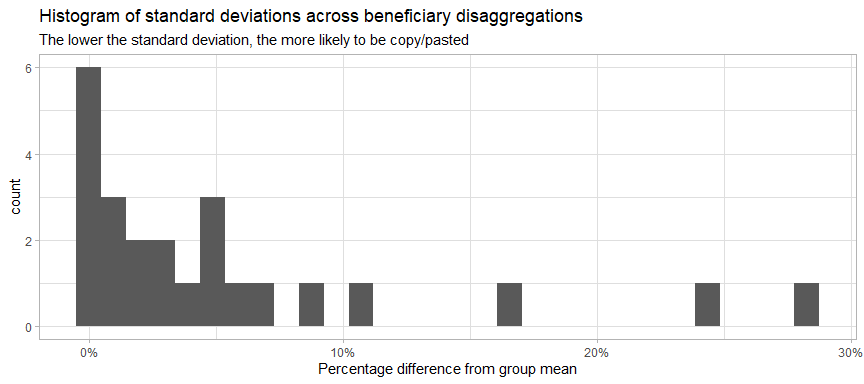 Histogram of standard deviations across beneficiary disaggregations
The lower the standard deviation, the more likely to be copy/pasted
6
4
2
0
count
0% 10% 20% 30%
Percentage difference from group mean